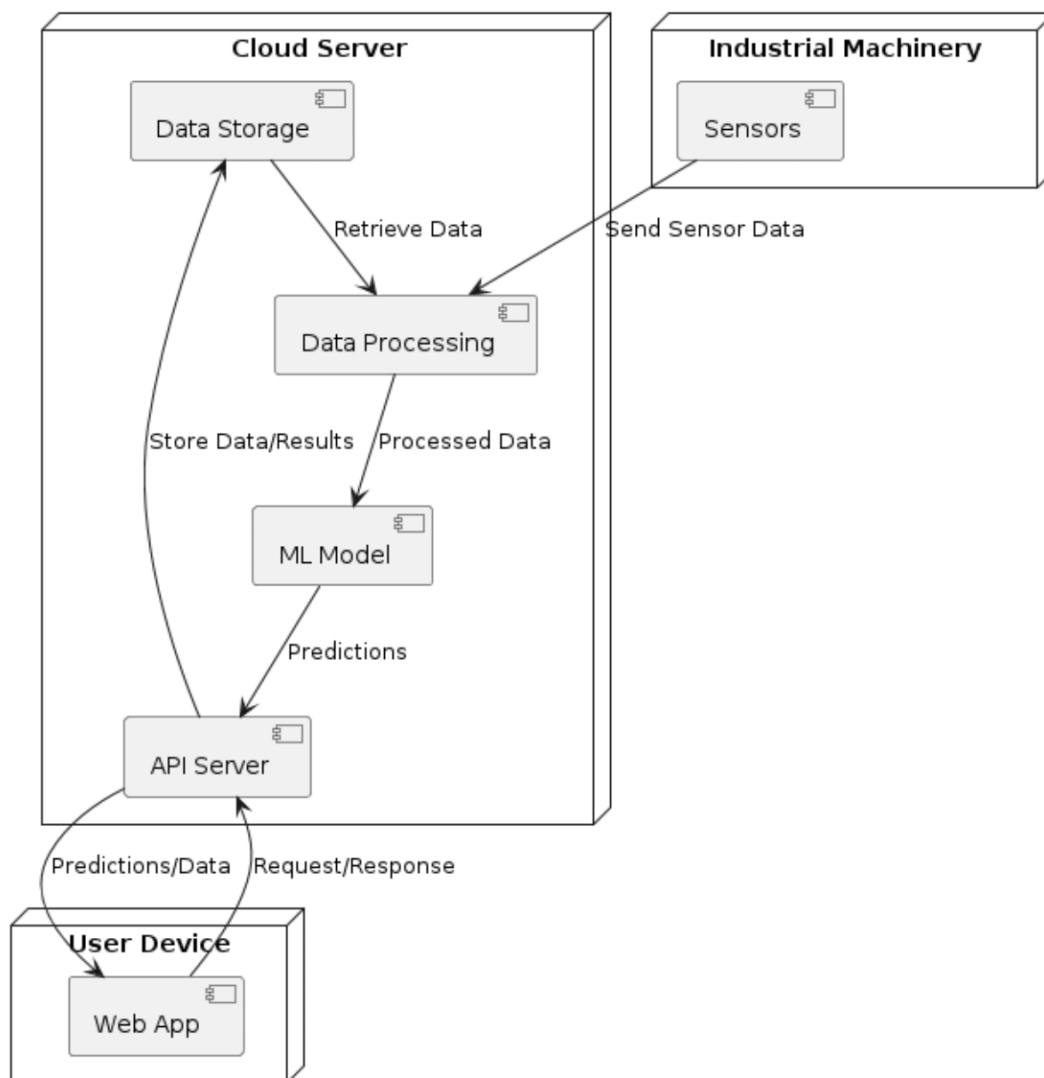 Cloud Server
Industrial Machinery
Data Storage
Sensors
Retrieve Data
Send Sensor Data
Data Processing
Store Data/Results
Processed Data
ML Model
Predictions
API Server
Predictions/Data
Request/Response
User Device
Web App